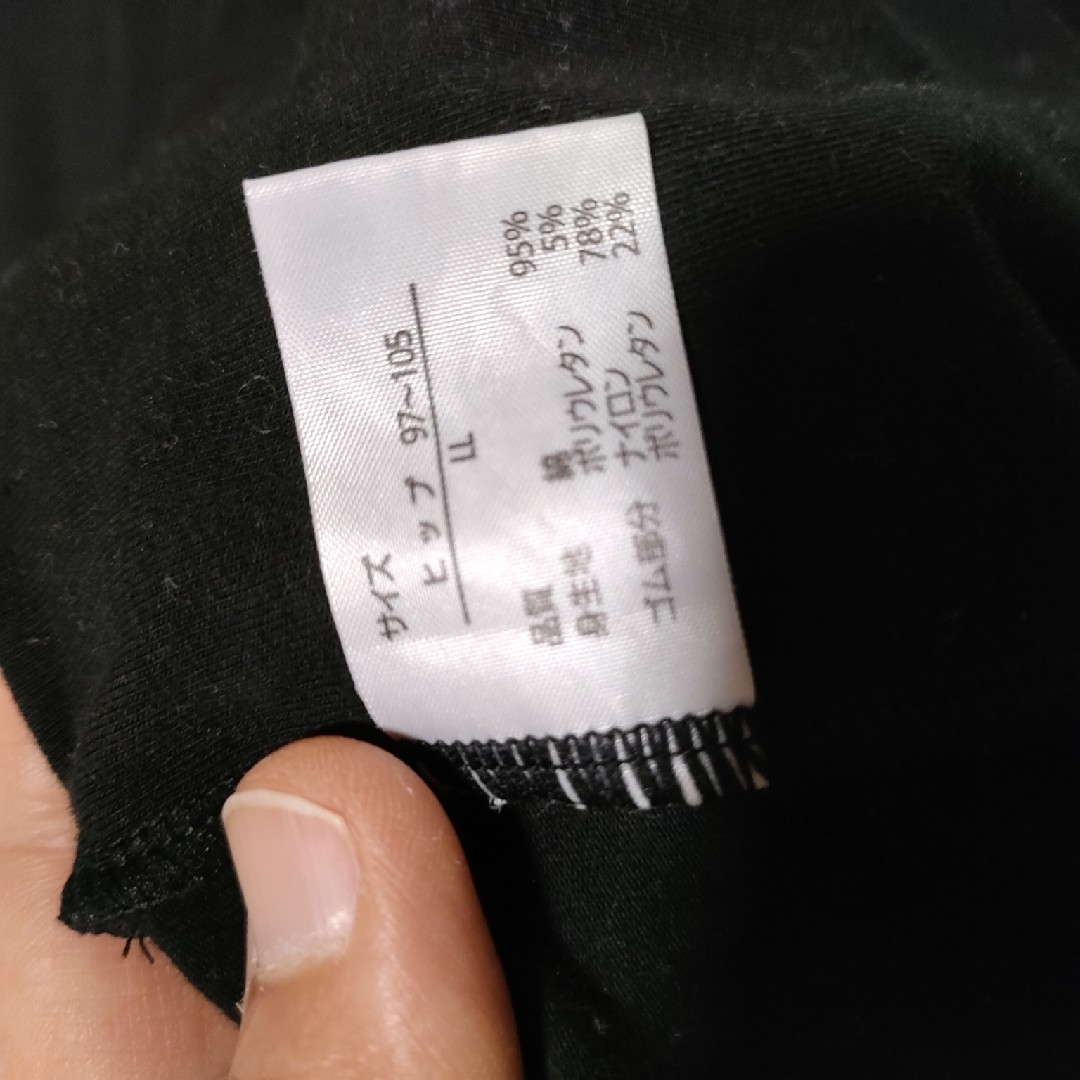 サイズ
ヒップ 97~105
LL
品質
身生地 綿 95%
ポリウレタン 5%
ゴム部分 ナイロン 78%
ポリウレタン 22%